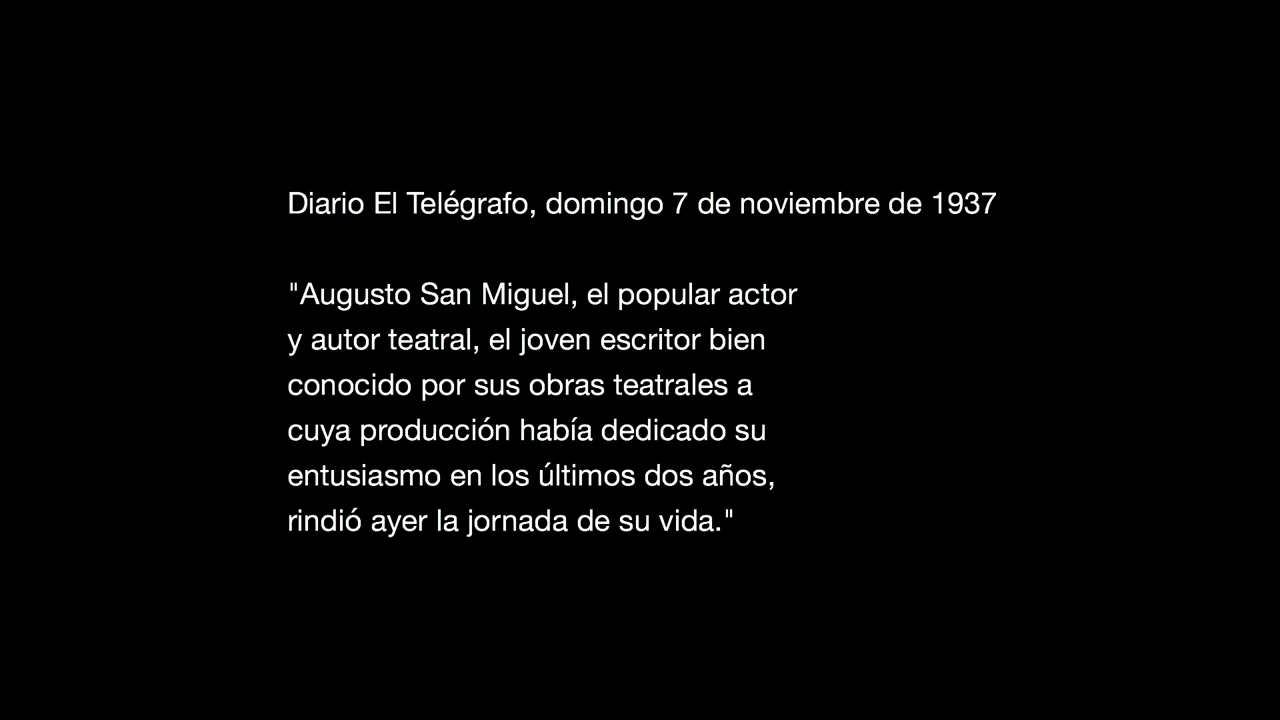 Diario El Telégrafo, domingo 7 de noviembre de 1937
"Augusto San Miguel, el popular actor
y autor teatral, el joven escritor bien
conocido por sus obras teatrales a
cuya producción había dedicado su
entusiasmo en los últimos dos años,
rindió ayer la jornada de su vida."